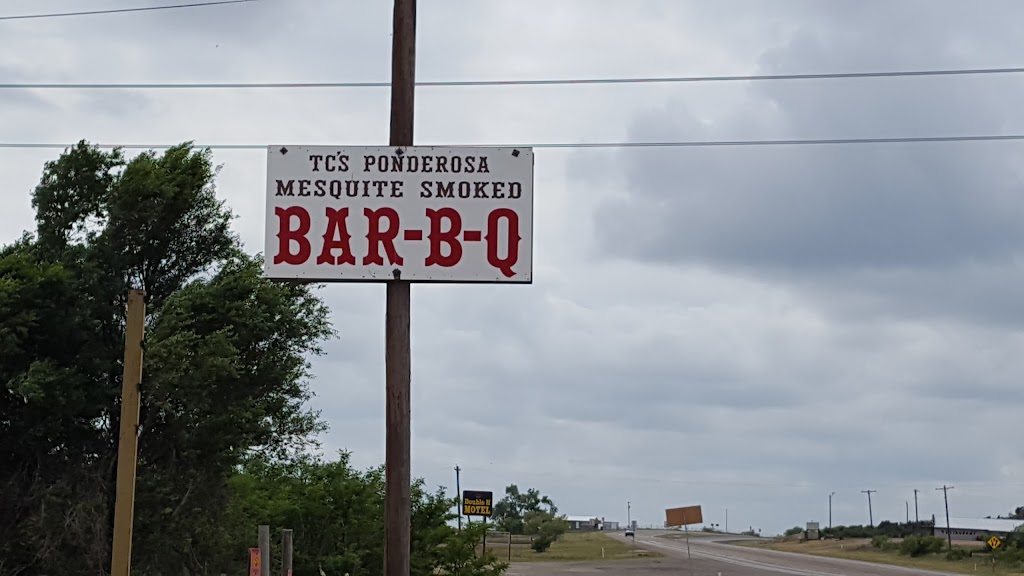 TC'S PONDEROSA
MESQUITE SMOKED
BAR-B-Q
Double H
MOTEL